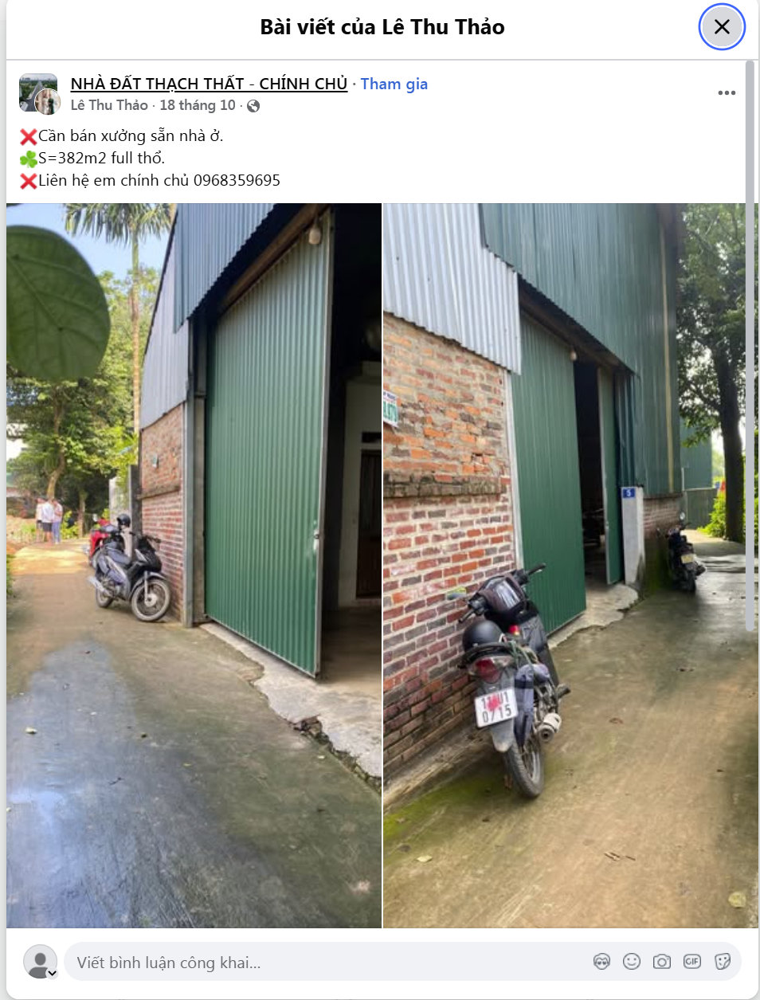 Bài viết của Lê Thu Thảo
NHÀ ĐẤT THẠCH THẤT - CHÍNH CHỦ · Tham gia
Lê Thu Thảo · 18 tháng 10 ·
❌Cần bán xưởng sẵn nhà ở.
☘️S=382m2 full thổ.
❌Liên hệ em chính chủ 0968359695
5
Viết bình luận công khai...
GIF